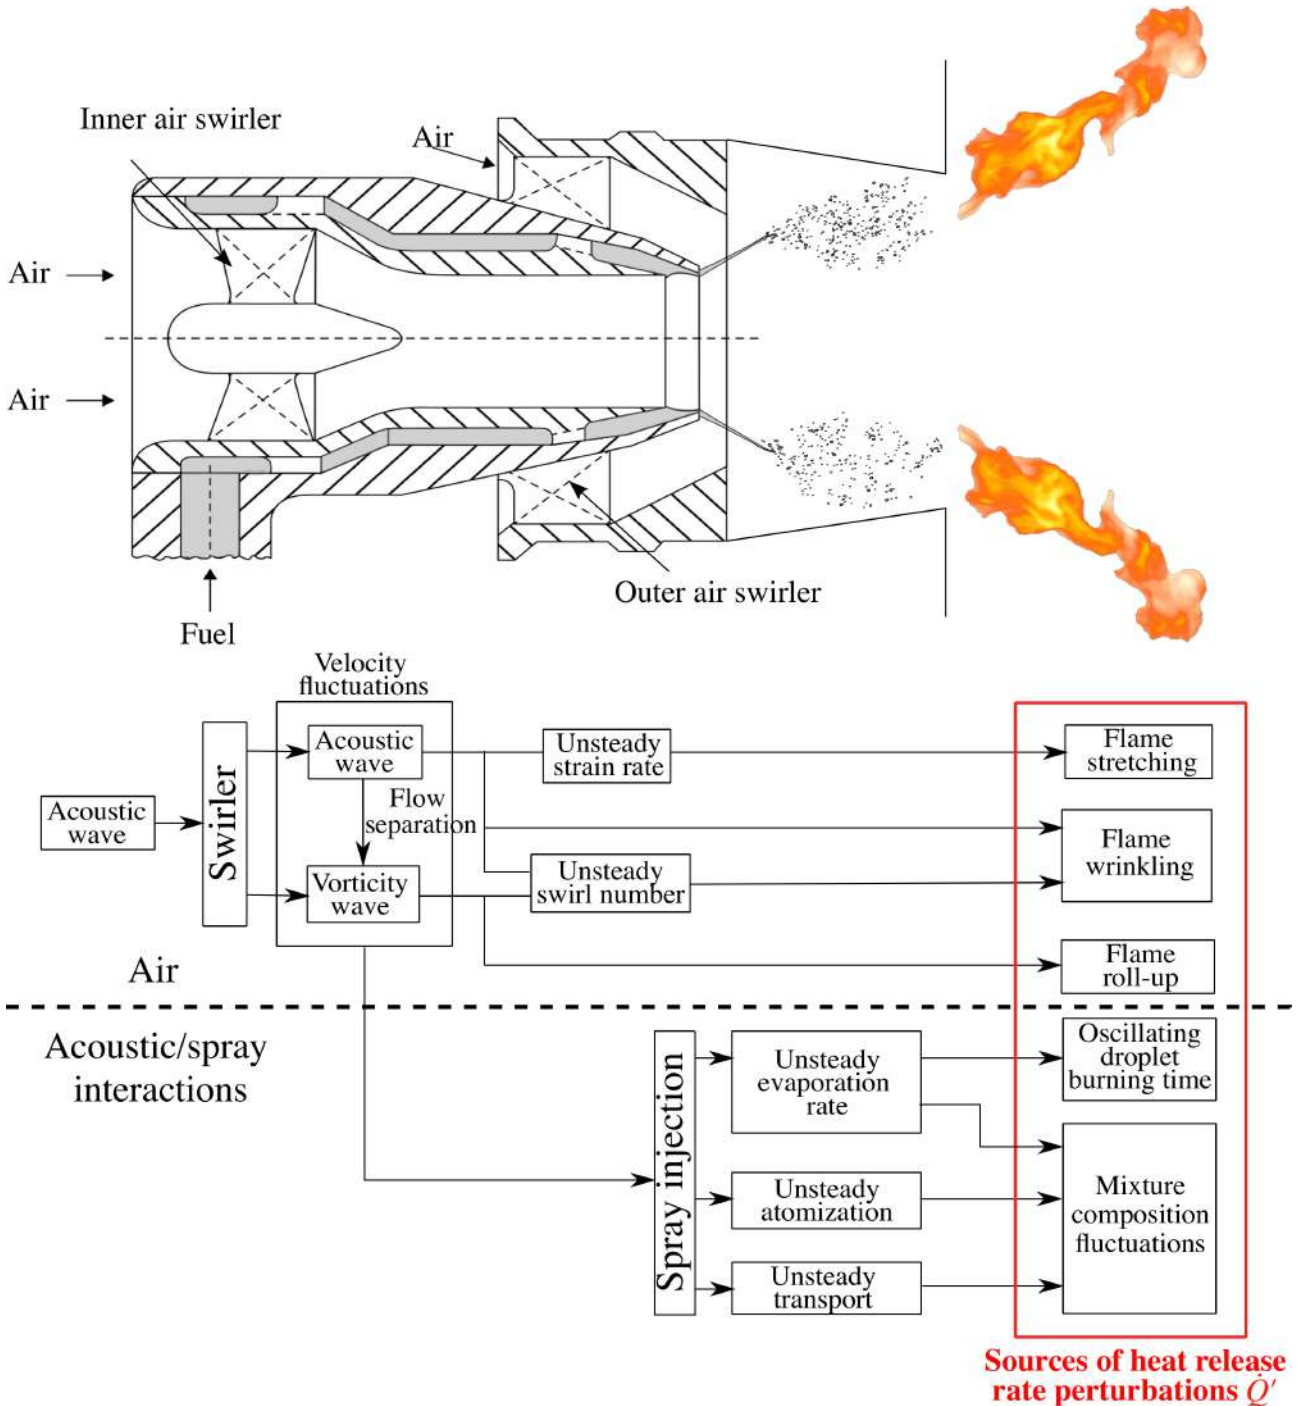 Inner air swirler
Air
Air
Air
Outer air swirler
Fuel
Velocity
fluctuations
Acoustic
wave
Swirler
Acoustic
wave
Flow
separation
Vorticity
wave
Unsteady
strain rate
Unsteady
swirl number
Flame
stretching
Flame
wrinkling
Flame
roll-up
Air
Acoustic/spray
interactions
Spray injection
Unsteady
evaporation
rate
Unsteady
atomization
Unsteady
transport
Oscillating
droplet
burning time
Mixture
composition
fluctuations
Sources of heat release
rate perturbations Q̇'